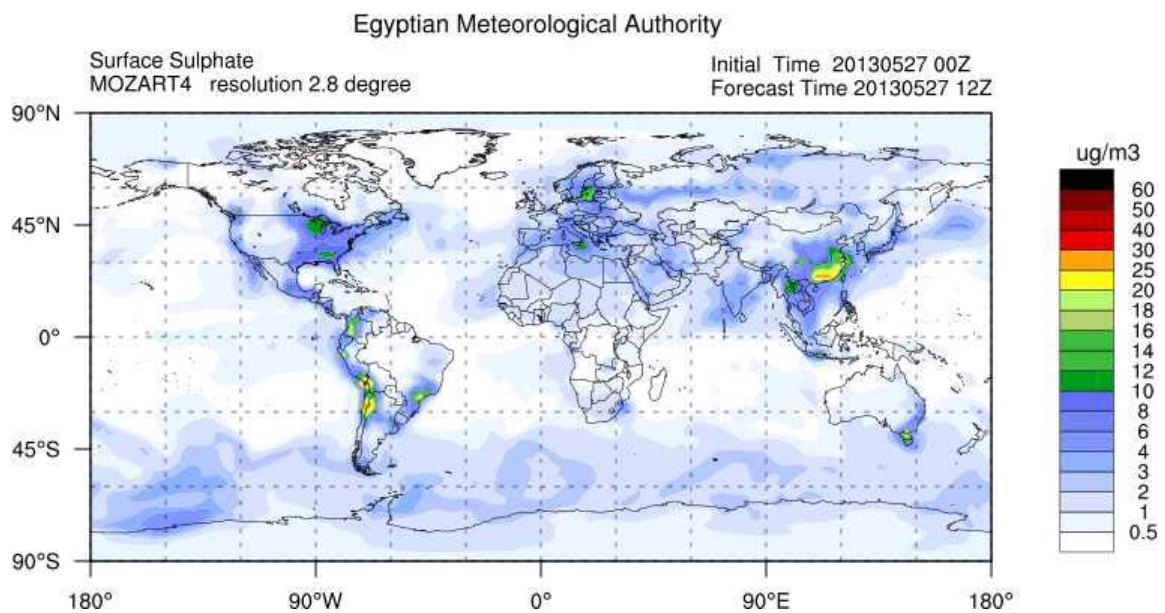 Egyptian Meteorological Authority
Surface Sulphate
MOZART4 resolution 2.8 degree
Initial Time 20130527 00Z
Forecast Time 20130527 12Z
ug/m3
90°N
45°N
0°
45°S
90°S
180°
90°W
0°
90°E
180°
60
50
40
30
25
20
18
16
14
12
10
8
6
4
3
2
1
0.5